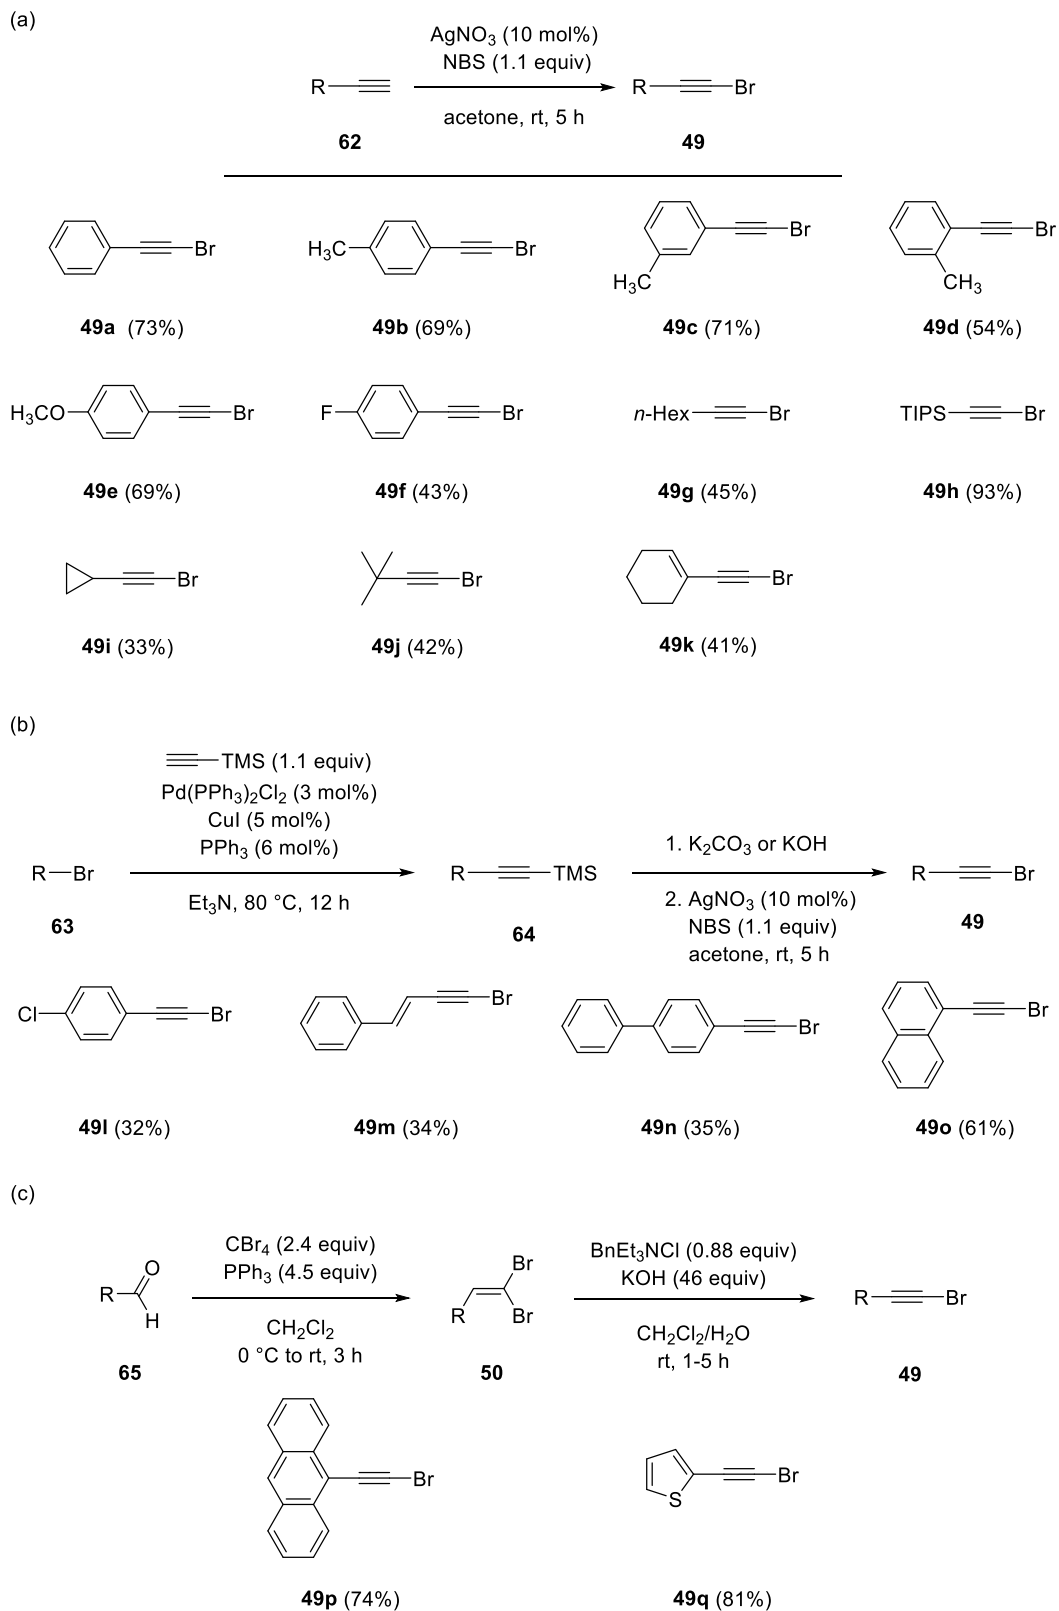 (a)
AgNO3 (10 mol%)
NBS (1.1 equiv)
R
R Br
acetone, rt, 5 h
62
49
Br
H3C Br
Br
H3C
Br
CH3
49a (73%)
49b (69%)
49c (71%)
49d (54%)
H3CO Br
F Br
n-Hex Br
TIPS Br
49e (69%)
49f (43%)
49g (45%)
49h (93%)
Br
Br
Br
49i (33%)
49j (42%)
49k (41%)
(b)
TMS (1.1 equiv)
Pd(PPh3)2Cl2 (3 mol%)
CuI (5 mol%)
PPh3 (6 mol%)
R Br
Et3N, 80 °C, 12 h
63
R TMS
64
1. K2CO3 or KOH
2. AgNO3 (10 mol%)
NBS (1.1 equiv)
acetone, rt, 5 h
R Br
49
Cl Br
Br
Br
Br
49l (32%)
49m (34%)
49n (35%)
49o (61%)
(c)
O
R
H
65
CBr4 (2.4 equiv)
PPh3 (4.5 equiv)
CH2Cl2
0 °C to rt, 3 h
Br
R Br
50
BnEt3NCl (0.88 equiv)
KOH (46 equiv)
CH2Cl2/H2O
rt, 1-5 h
R Br
49
Br
S Br
49p (74%)
49q (81%)